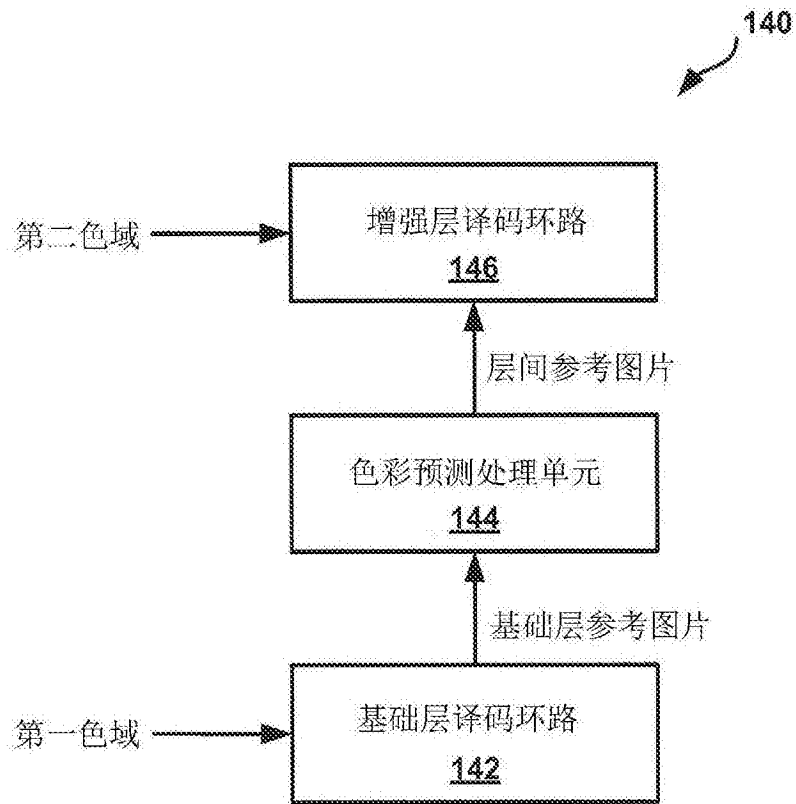 140
增强层译码环路
146
第二色域
层间参考图片
色彩预测处理单元
144
基础层参考图片
基础层译码环路
142
第一色域